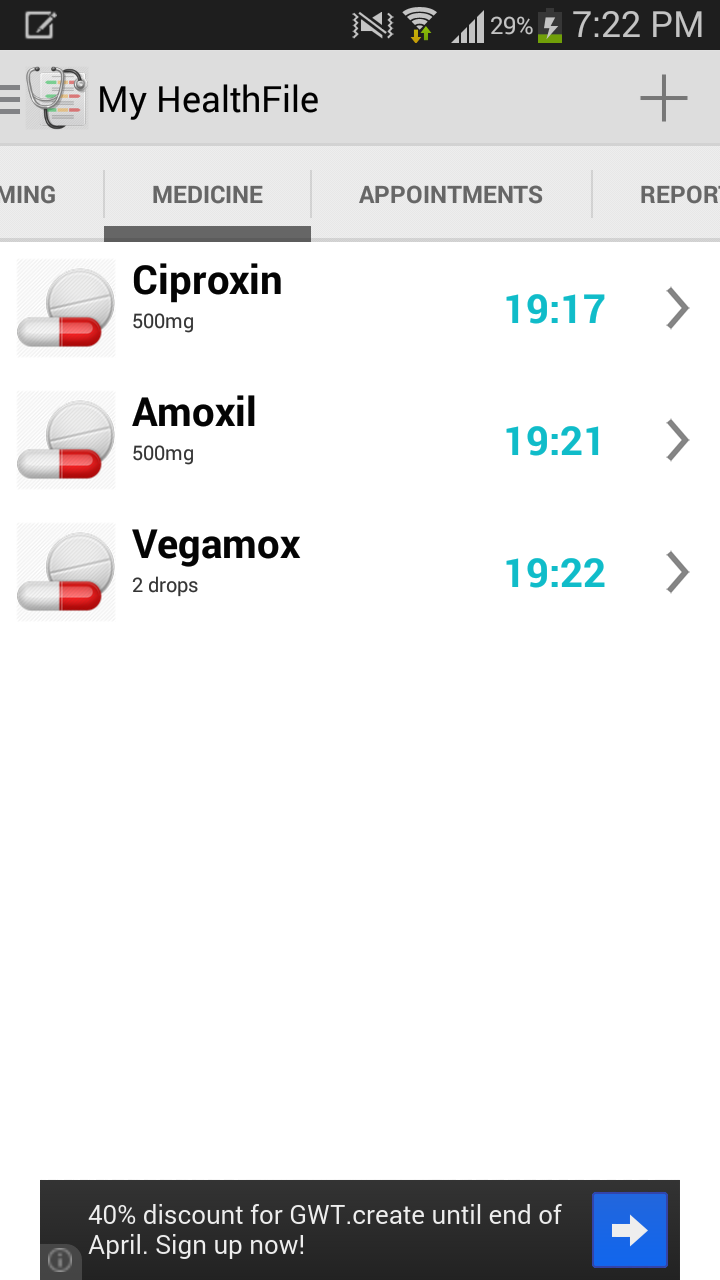 29% 7:22 PM
My HealthFile
MING MEDICINE APPOINTMENTS REPOR
Ciproxin
500mg
19:17
Amoxil
500mg
19:21
Vegamox
2 drops
19:22
40% discount for GWT.create until end of
April. Sign up now!